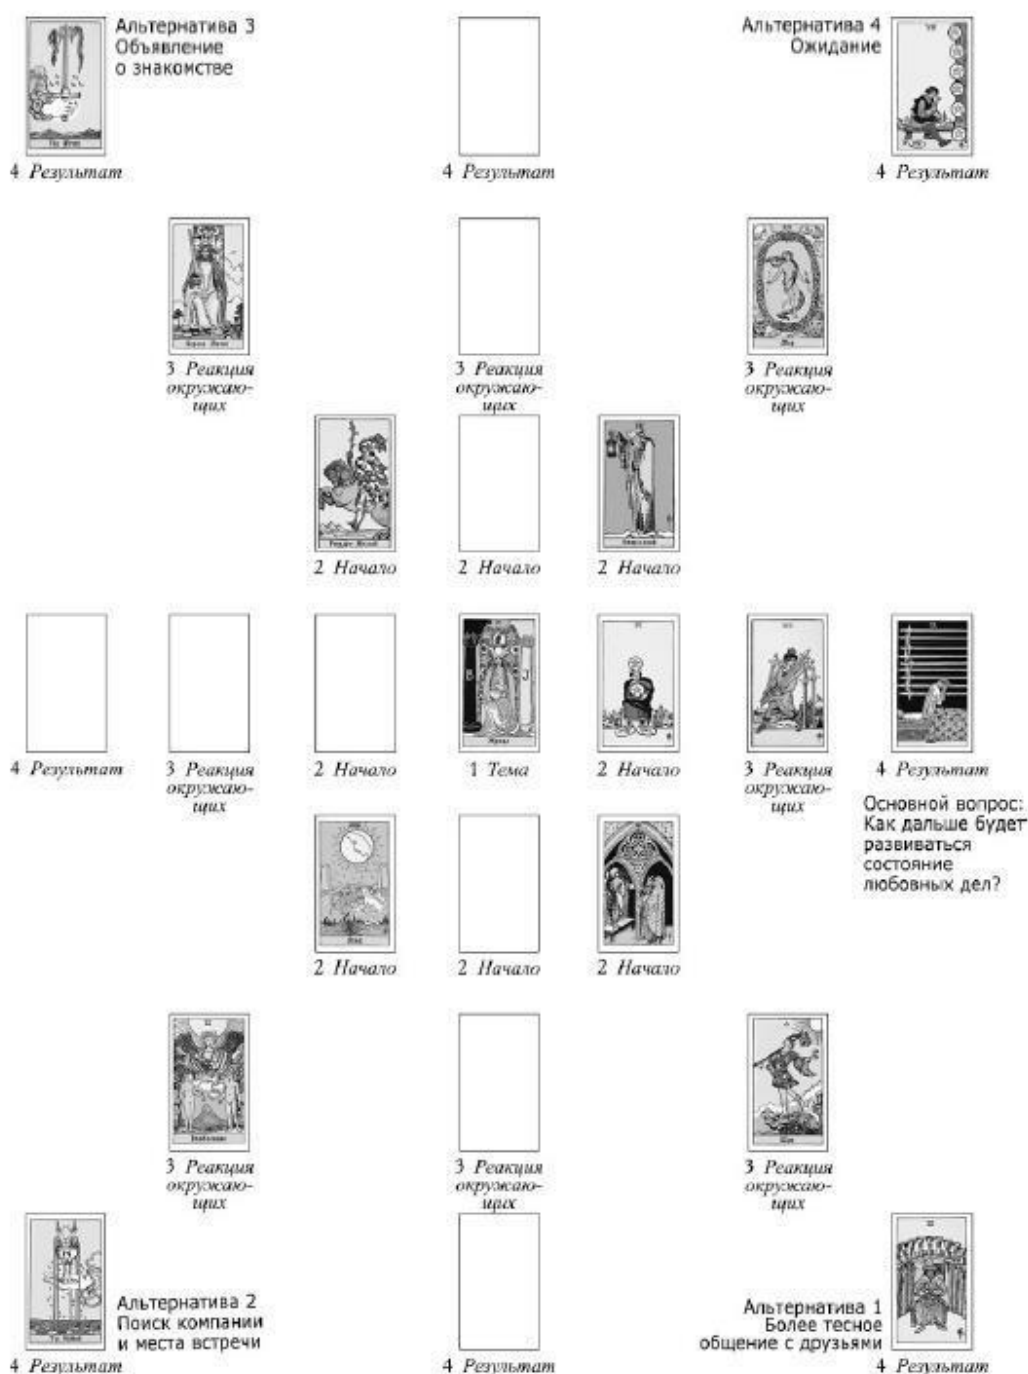 Альтернатива 3
Объявление
о знакомстве
Альтернатива 4
Ожидание
4 Результат
4 Результат
4 Результат
3 Реакция
окружаю-
щих
3 Реакция
окружаю-
щих
3 Реакция
окружаю-
щих
2 Начало
2 Начало
2 Начало
B J
4 Результат
3 Реакция
окружаю-
щих
2 Начало
1 Тема
2 Начало
3 Реакция
окружаю-
щих
4 Результат
Основной вопрос:
Как дальше будет
развиваться
состояние
любовных дел?
2 Начало
2 Начало
2 Начало
3 Реакция
окружаю-
щих
3 Реакция
окружаю-
щих
3 Реакция
окружаю-
щих
Альтернатива 2
Поиск компании
и места встречи
Альтернатива 1
Более тесное
общение с друзьями
4 Результат
4 Результат
4 Результат